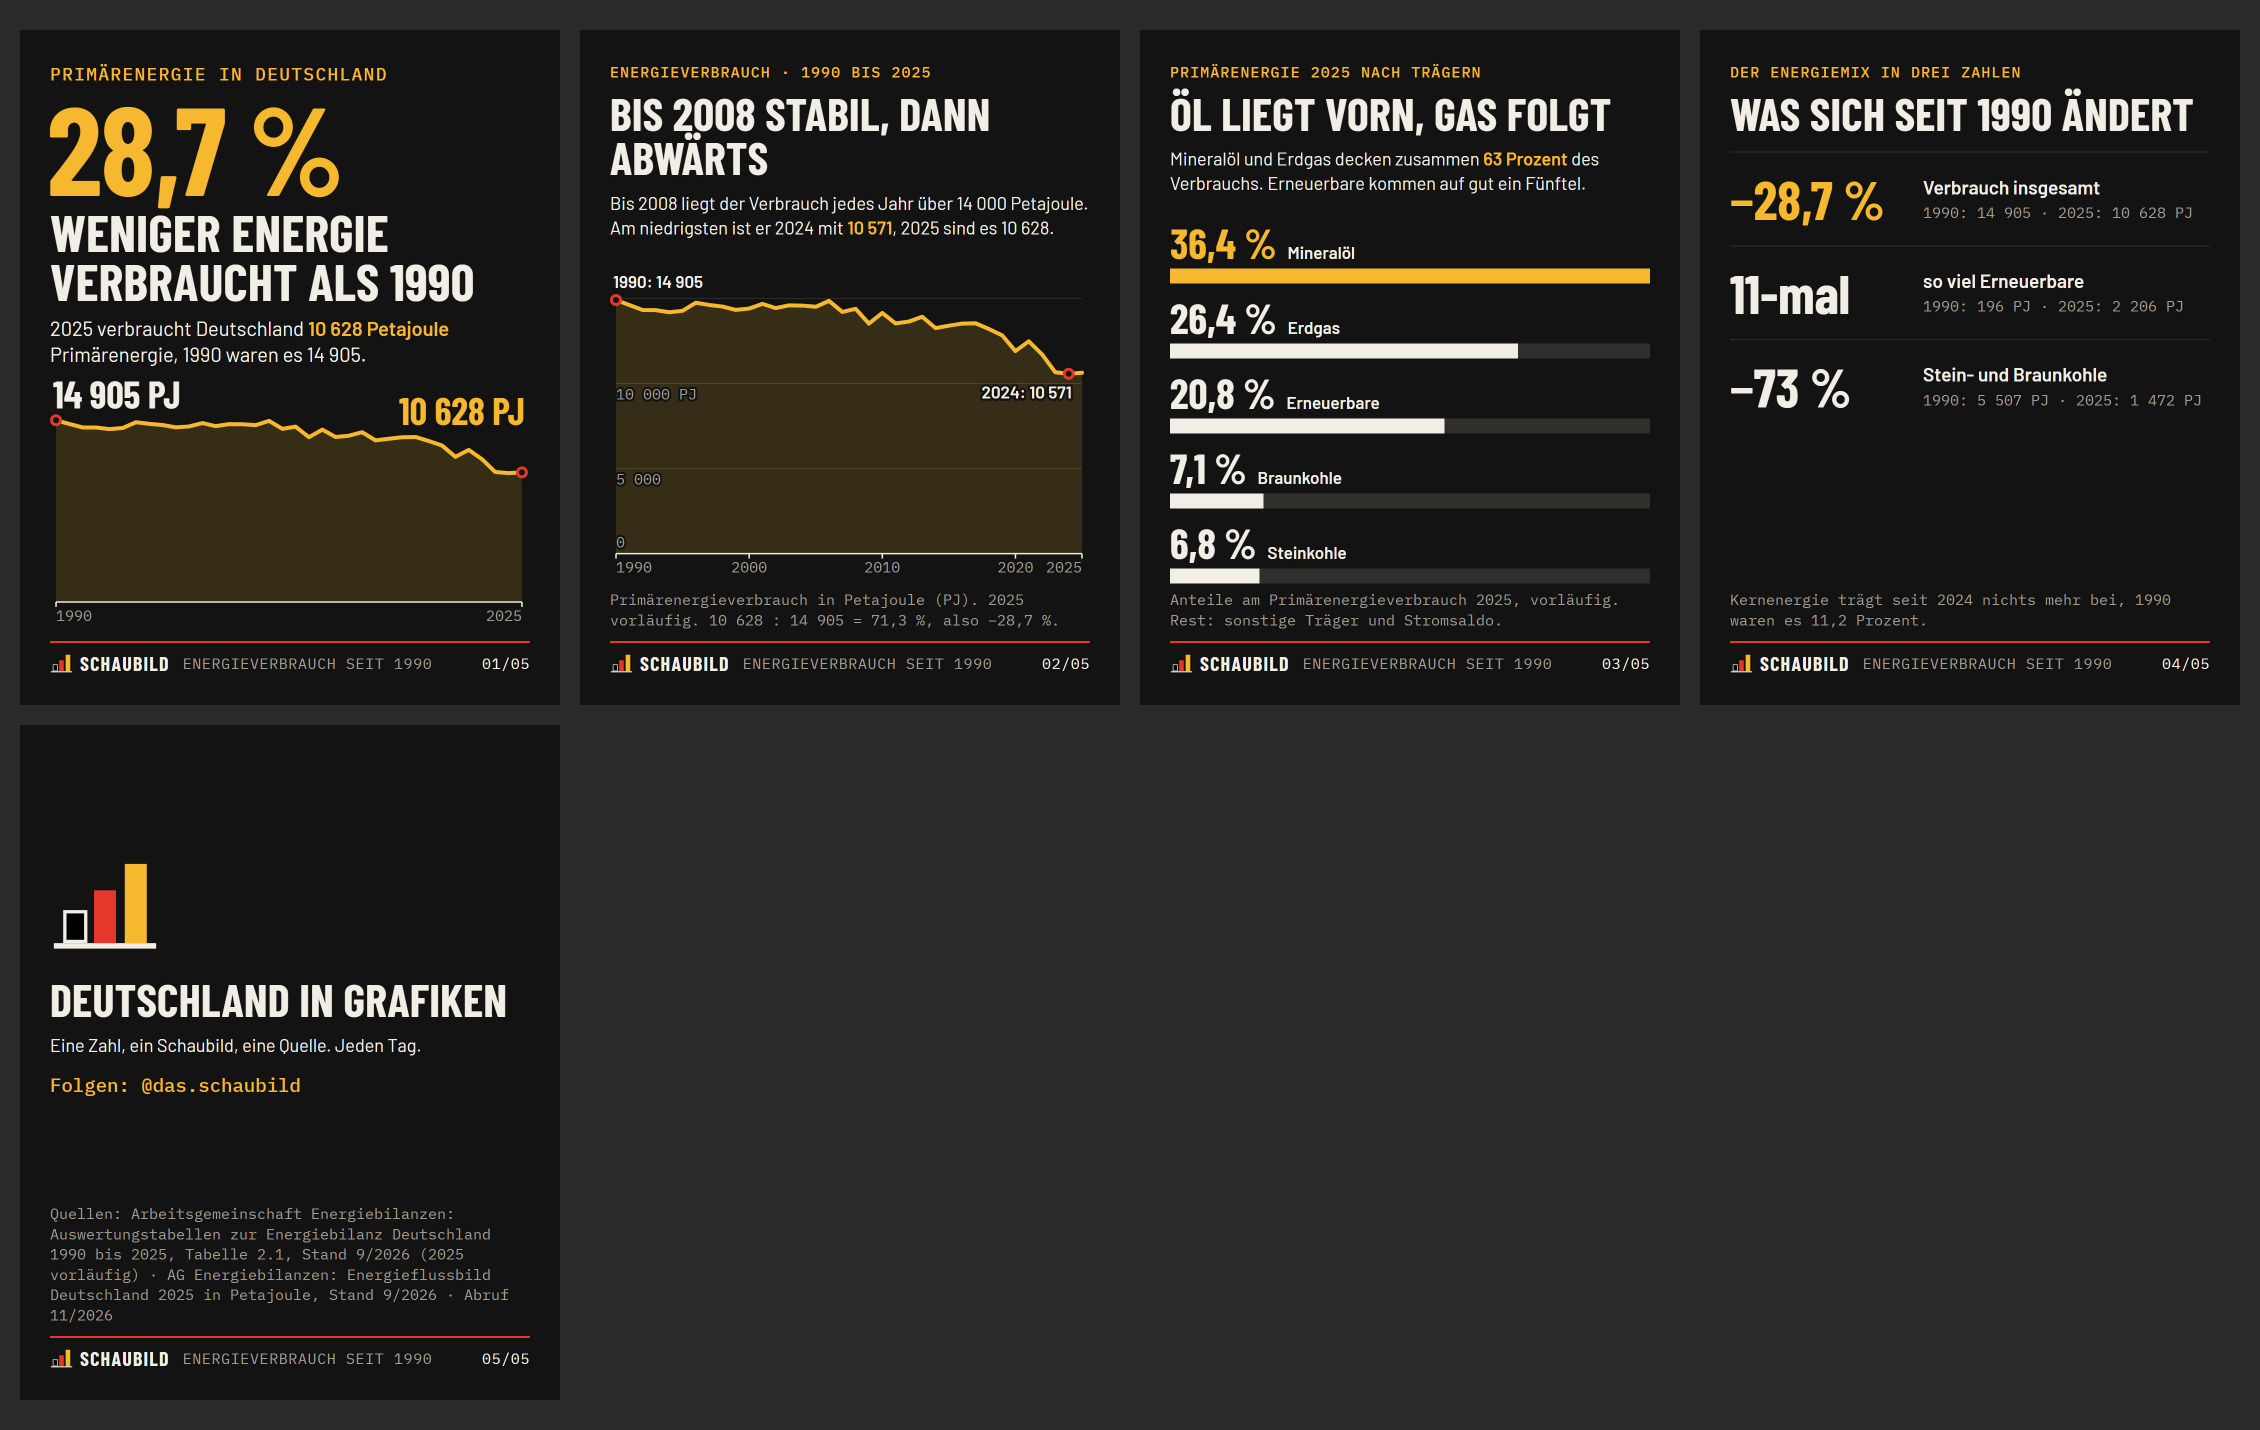 PRIMÄRENERGIE IN DEUTSCHLAND
28,7 %
WENIGER ENERGIE
VERBRAUCHT ALS 1990
2025 verbraucht Deutschland 10 628 Petajoule
Primärenergie, 1990 waren es 14 905.
14 905 PJ
10 628 PJ
1990
2025
SCHAUBILD ENERGIEVERBRAUCH SEIT 1990 01/05
ENERGIEVERBRAUCH · 1990 BIS 2025
BIS 2008 STABIL, DANN
ABWÄRTS
Bis 2008 liegt der Verbrauch jedes Jahr über 14 000 Petajoule.
Am niedrigsten ist er 2024 mit 10 571, 2025 sind es 10 628.
1990: 14 905
10 000 PJ
2024: 10 571
5 000
0
1990 2000 2010 2020 2025
Primärenergieverbrauch in Petajoule (PJ). 2025
vorläufig. 10 628 : 14 905 = 71,3 %, also −28,7 %.
SCHAUBILD ENERGIEVERBRAUCH SEIT 1990 02/05
PRIMÄRENERGIE 2025 NACH TRÄGERN
ÖL LIEGT VORN, GAS FOLGT
Mineralöl und Erdgas decken zusammen 63 Prozent des
Verbrauchs. Erneuerbare kommen auf gut ein Fünftel.
36,4 % Mineralöl
26,4 % Erdgas
20,8 % Erneuerbare
7,1 % Braunkohle
6,8 % Steinkohle
Anteile am Primärenergieverbrauch 2025, vorläufig.
Rest: sonstige Träger und Stromsaldo.
SCHAUBILD ENERGIEVERBRAUCH SEIT 1990 03/05
DER ENERGIEMIX IN DREI ZAHLEN
WAS SICH SEIT 1990 ÄNDERT
−28,7 % Verbrauch insgesamt
1990: 14 905 · 2025: 10 628 PJ
11-mal so viel Erneuerbare
1990: 196 PJ · 2025: 2 206 PJ
−73 % Stein- und Braunkohle
1990: 5 507 PJ · 2025: 1 472 PJ
Kernenergie trägt seit 2024 nichts mehr bei, 1990
waren es 11,2 Prozent.
SCHAUBILD ENERGIEVERBRAUCH SEIT 1990 04/05
DEUTSCHLAND IN GRAFIKEN
Eine Zahl, ein Schaubild, eine Quelle. Jeden Tag.
Folgen: @das.schaubild
Quellen: Arbeitsgemeinschaft Energiebilanzen:
Auswertungstabellen zur Energiebilanz Deutschland
1990 bis 2025, Tabelle 2.1, Stand 9/2026 (2025
vorläufig) · AG Energiebilanzen: Energieflussbild
Deutschland 2025 in Petajoule, Stand 9/2026 · Abruf
11/2026
SCHAUBILD ENERGIEVERBRAUCH SEIT 1990 05/05